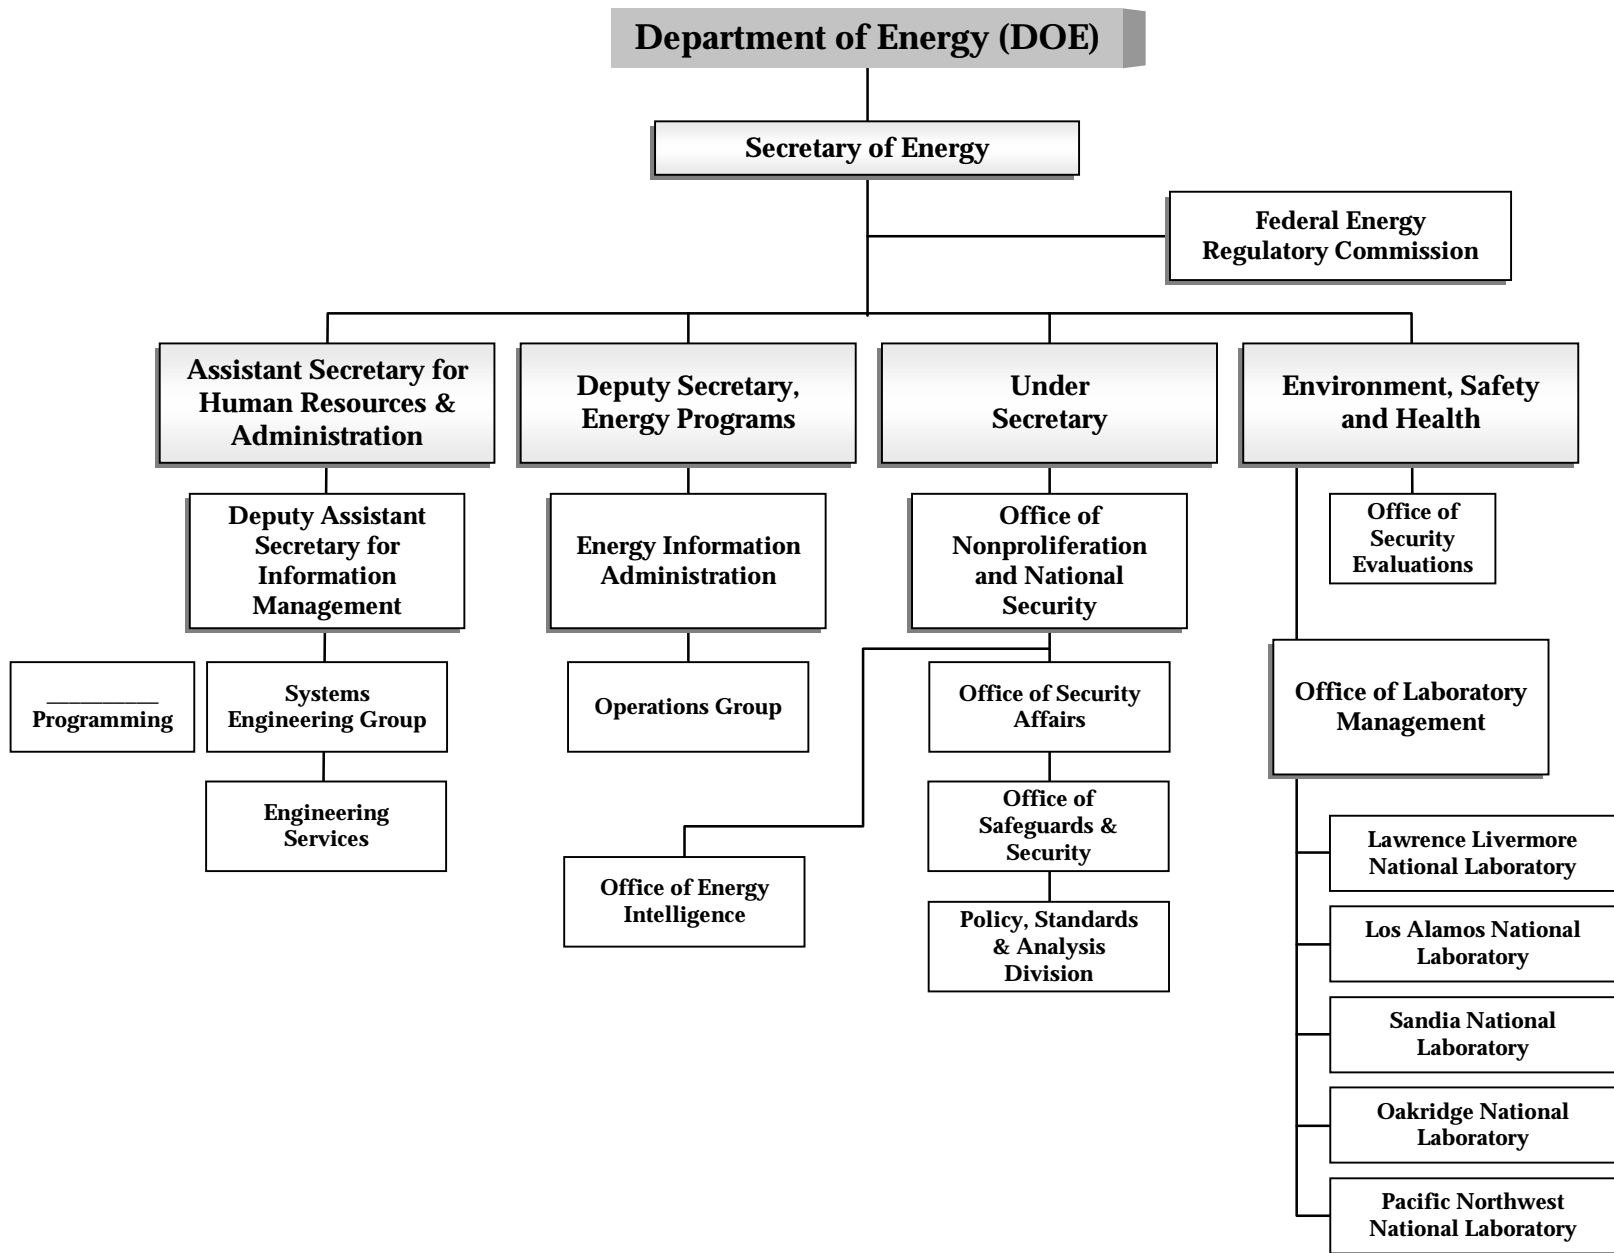 Department of Energy (DOE)
Secretary of Energy
Federal Energy
Regulatory Commission
Assistant Secretary for
Human Resources &
Administration
Deputy Secretary,
Energy Programs
Under
Secretary
Environment, Safety
and Health
Deputy Assistant
Secretary for
Information
Management
Energy Information
Administration
Office of
Nonproliferation
and National
Security
Office of
Security
Evaluations
__________
Programming
Systems
Engineering Group
Operations Group
Office of Security
Affairs
Office of Laboratory
Management
Engineering
Services
Office of
Safeguards &
Security
Office of Energy
Intelligence
Policy, Standards
& Analysis
Division
Lawrence Livermore
National Laboratory
Los Alamos National
Laboratory
Sandia National
Laboratory
Oakridge National
Laboratory
Pacific Northwest
National Laboratory